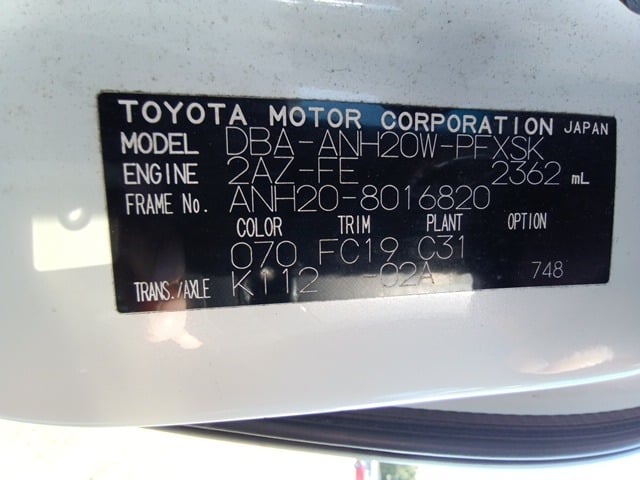 TOYOTA MOTOR CORPORATION JAPAN
MODEL DBA-ANH20W-PFXSK
ENGINE 2AZ-FE 2362 mL
FRAME No. ANH20-8016820
COLOR TRIM PLANT OPTION
070 FC19 C31
TRANS./AXLE K112 -02A 748